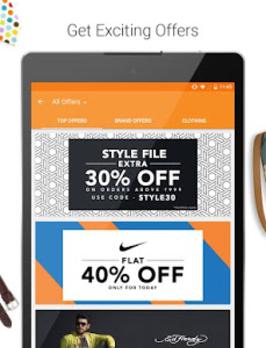 Get Exciting Offers
11:45
All Offers
TOP OFFERS BRAND OFFERS CLOTHING
STYLE FILE
EXTRA
30% OFF
ON ORDERS ABOVE 1999
USE CODE - STYLE30
FLAT
40% OFF
ONLY FOR TODAY
Ed Hardy